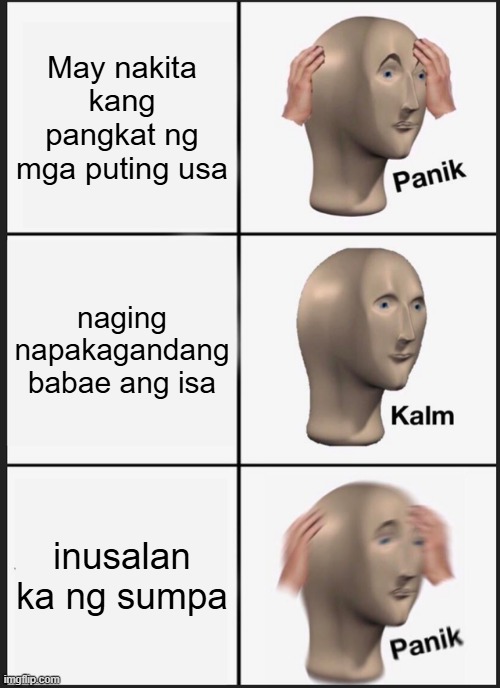 May nakita
kang
pangkat ng
mga puting usa
Panik
naging
napakagandang
babae ang isa
Kalm
inusalan
ka ng sumpa
Panik
imgflip.com